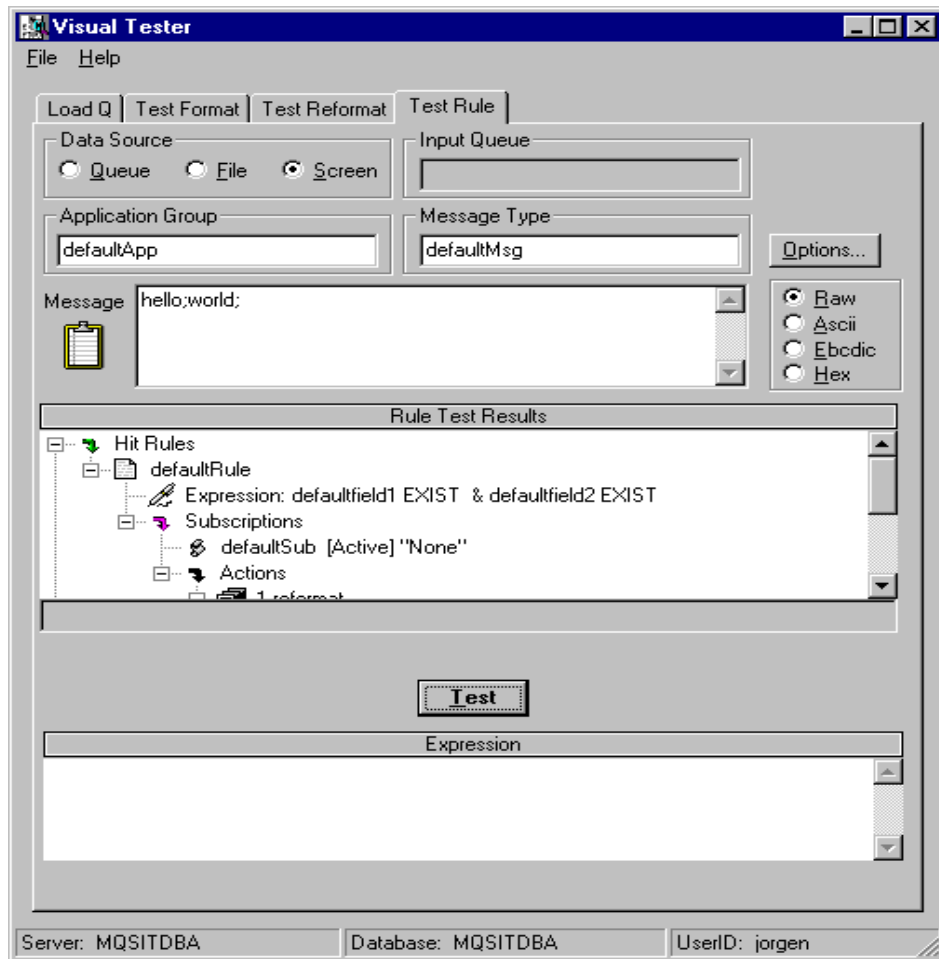 Visual Tester
File Help
Load Q Test Format Test Reformat Test Rule
Data Source
Queue File Screen
Input Queue
Application Group
defaultApp
Message Type
defaultMsg
Options...
Message
hello;world;
Raw
Ascii
Ebcdic
Hex
Rule Test Results
Hit Rules
defaultRule
Expression: defaultfield1 EXIST & defaultfield2 EXIST
Subscriptions
defaultSub [Active] "None"
Actions
1 reformat
Test
Expression
Server: MQSITDBA Database: MQSITDBA UserID: jorgen